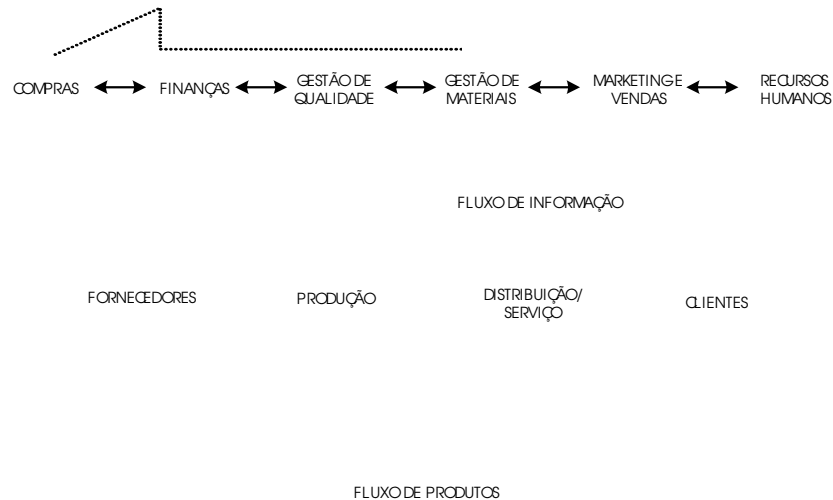 COMPRAS
FINANÇAS
GESTÃO DE
QUALIDADE
GESTÃO DE
MATERIAIS
MARKETING E
VENDAS
RECURSOS
HUMANOS
FLUXO DE INFORMAÇÃO
FORNECEDORES
PRODUÇÃO
DISTRIBUIÇÃO/
SERVIÇO
CLIENTES
FLUXO DE PRODUTOS